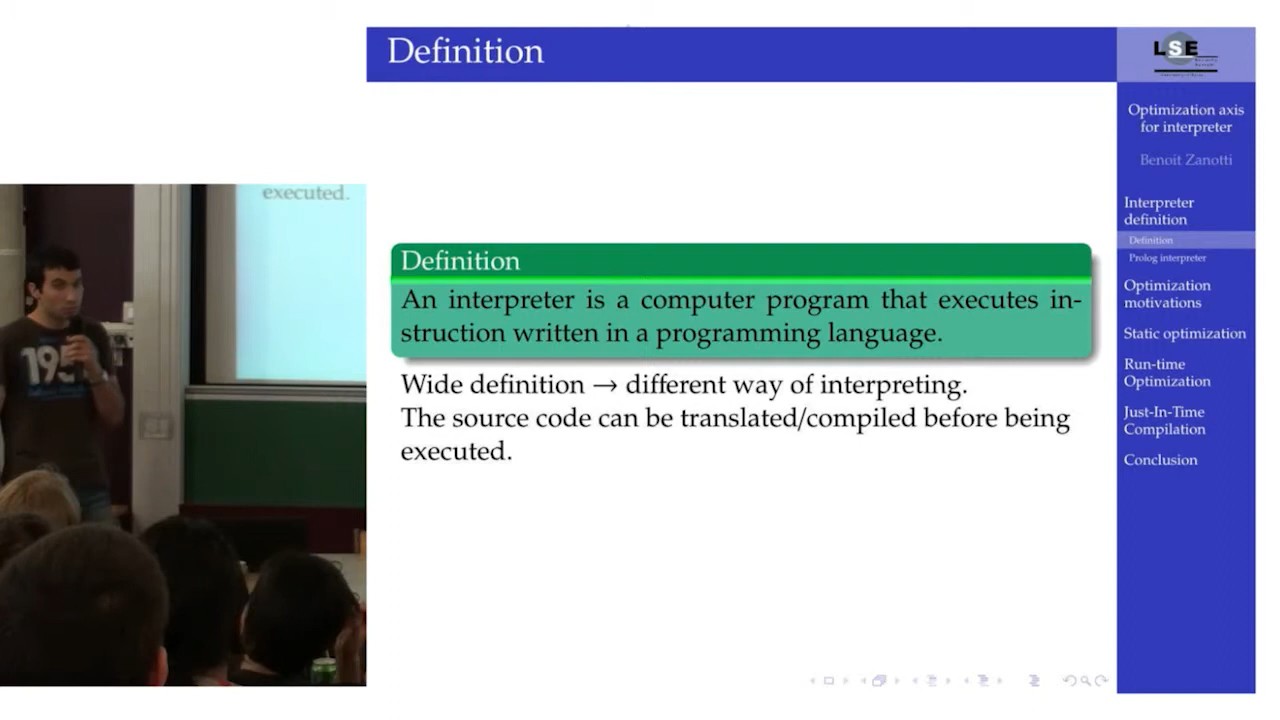 Definition
LSE
Optimization axis
for interpreter
Benoit Zanotti
Interpreter
definition
Definition
Prolog interpreter
Optimization
motivations
Static optimization
Run-time
Optimization
Just-In-Time
Compilation
Conclusion
Definition
An interpreter is a computer program that executes in-
struction written in a programming language.
Wide definition → different way of interpreting.
The source code can be translated/compiled before being
executed.
executed.
195